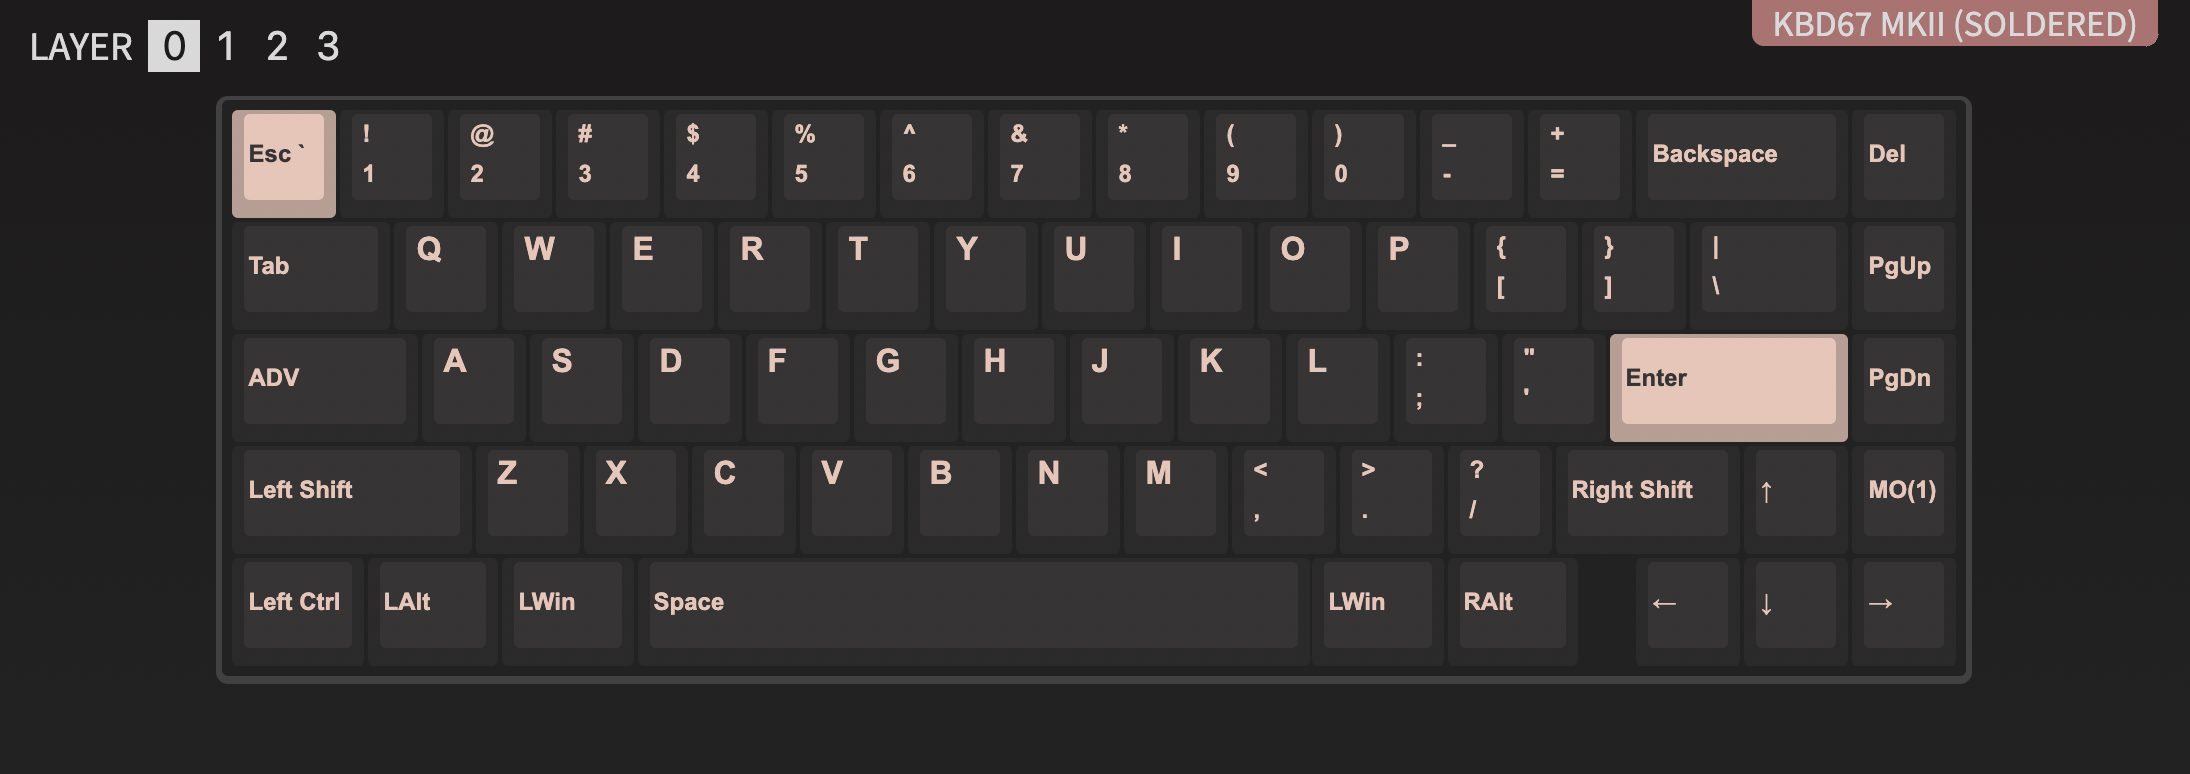 LAYER 0 1 2 3
KBD67 MKII (SOLDERED)
Esc ` ! @ # $ % ^ & * ( ) _ + Backspace Del
1 2 3 4 5 6 7 8 9 0 - =
Tab Q W E R T Y U I O P { } | PgUp
[ ] \
ADV A S D F G H J K L : " Enter PgDn
; '
Left Shift Z X C V B N M < > ? Right Shift ↑ MO(1)
, . /
Left Ctrl LAlt LWin Space LWin RAlt ← ↓ →